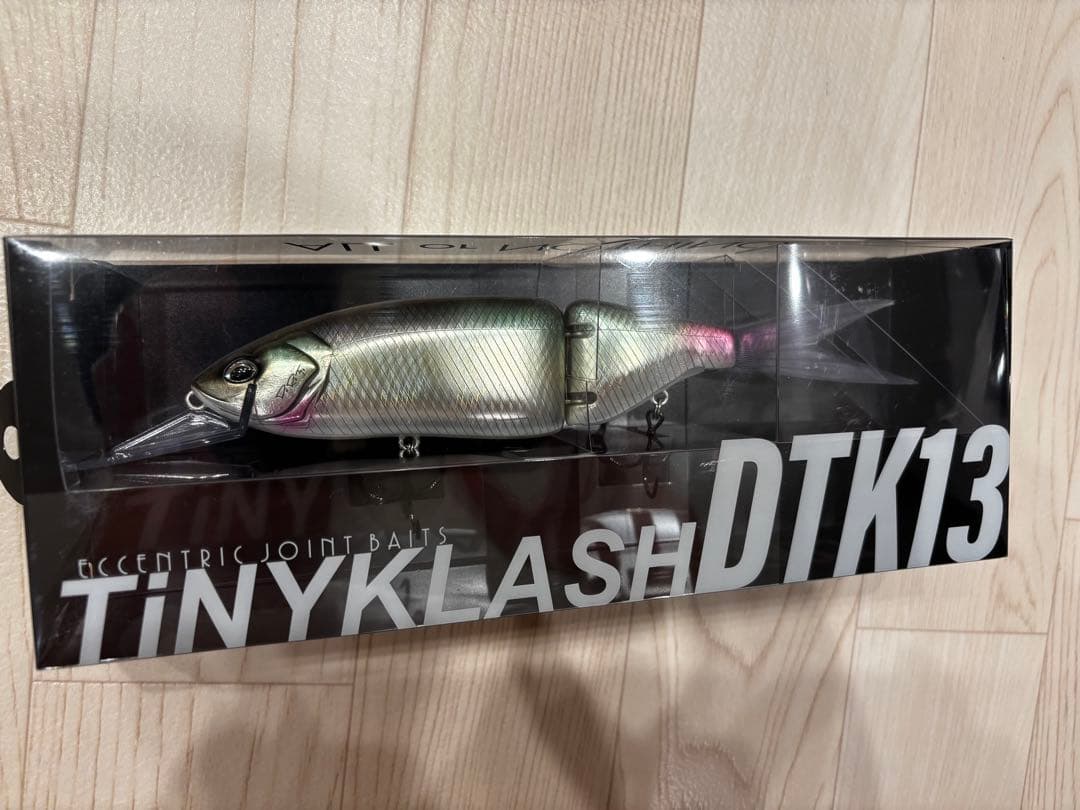 ECCENTRIC JOINT BAITS
TiNYKLASH DTK13